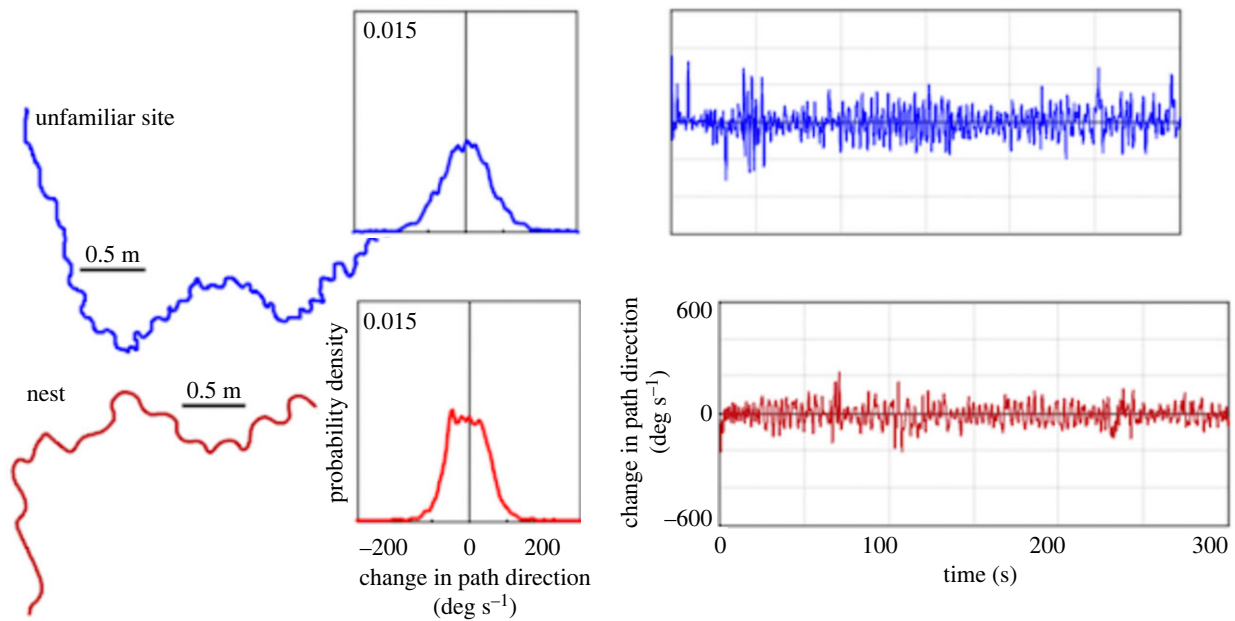 0.015
unfamiliar site
0.5 m
nest
0.5 m
0.015
probability density
–200 0 200
change in path direction
(deg s⁻¹)
600
0
–600
change in path direction
(deg s⁻¹)
0 100 200 300
time (s)